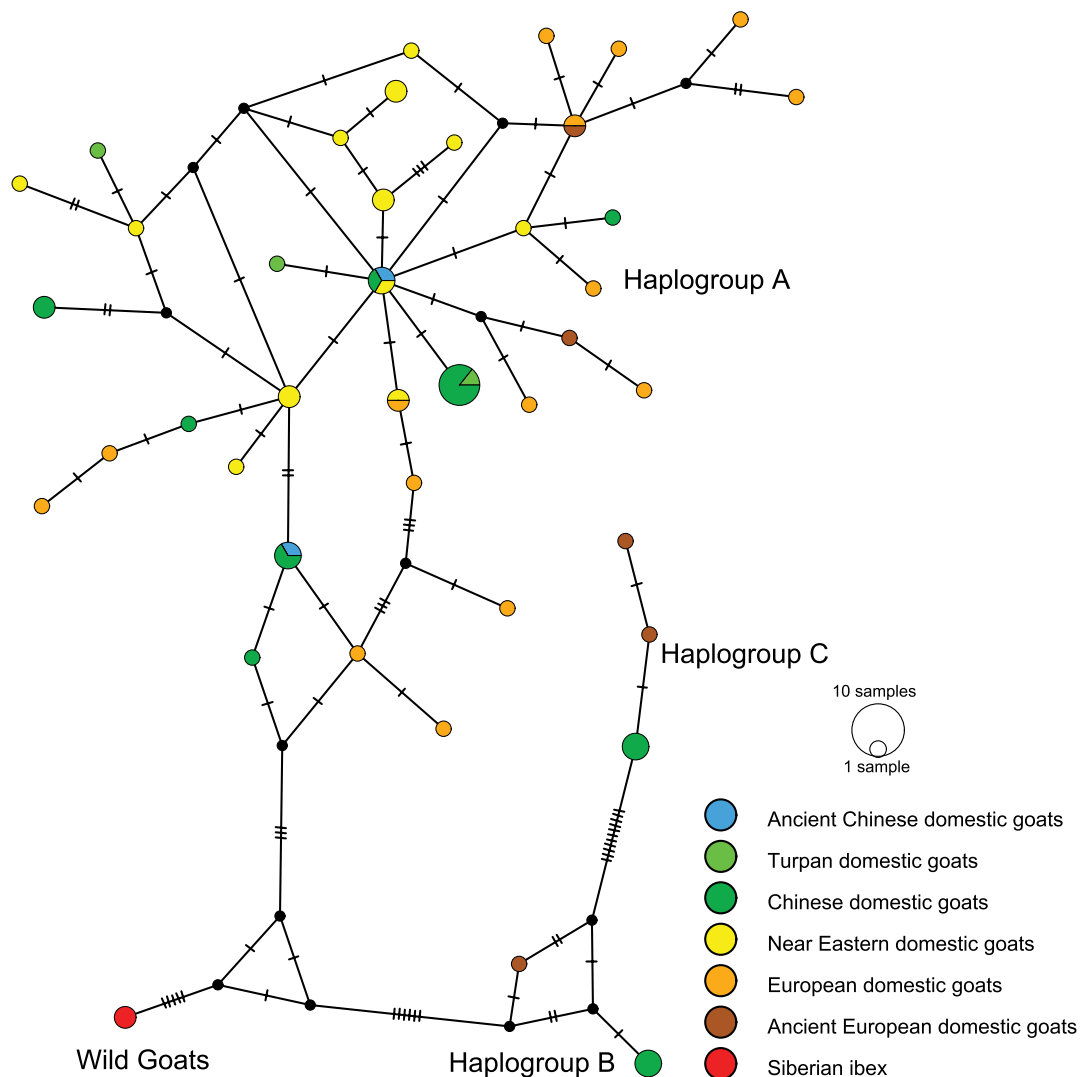 Haplogroup A
Haplogroup C
10 samples
1 sample
Ancient Chinese domestic goats
Turpan domestic goats
Chinese domestic goats
Near Eastern domestic goats
European domestic goats
Ancient European domestic goats
Siberian ibex
Wild Goats
Haplogroup B